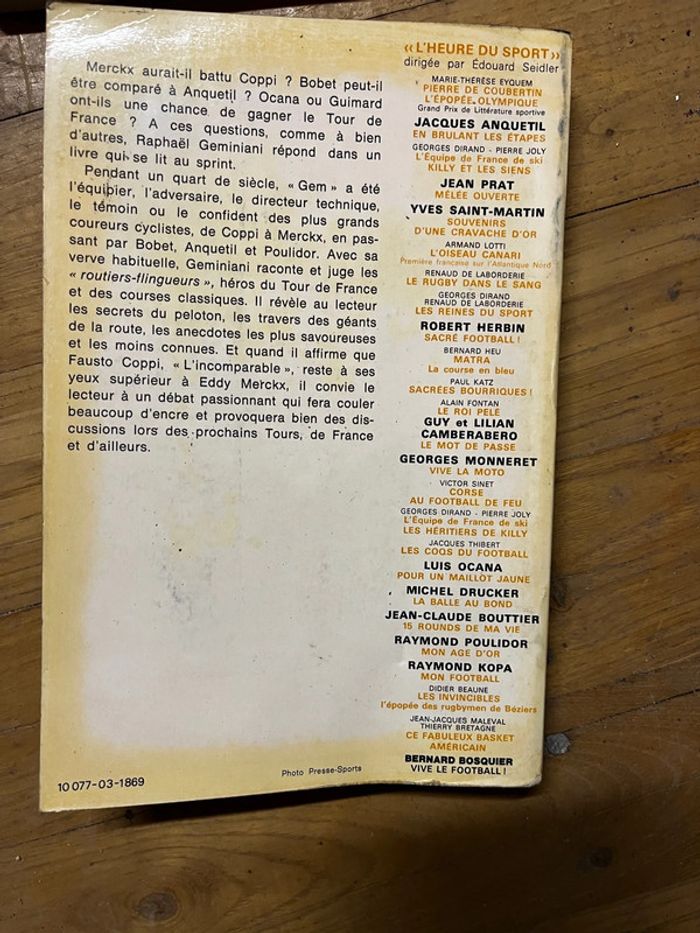 Merckx aurait-il battu Coppi ? Bobet peut-il
être comparé à Anquetil ? Ocana ou Guimard
ont-ils une chance de gagner le Tour de
France ? A ces questions, comme à bien
d'autres, Raphaël Geminiani répond dans un
livre qui se lit au sprint.
Pendant un quart de siècle, « Gem » a été
l'équipier, l'adversaire, le directeur technique,
le témoin ou le confident des plus grands
coureurs cyclistes, de Coppi à Merckx, en pas-
sant par Bobet, Anquetil et Poulidor. Avec sa
verve habituelle, Geminiani raconte et juge les
« routiers-flingueurs », héros du Tour de France
et des courses classiques. Il révèle au lecteur
les secrets du peloton, les travers des géants
de la route, les anecdotes les plus savoureuses
et les moins connues. Et quand il affirme que
Fausto Coppi, « L'incomparable », reste à ses
yeux supérieur à Eddy Merckx, il convie le
lecteur à un débat passionnant qui fera couler
beaucoup d'encre et provoquera bien des dis-
cussions lors des prochains Tours, de France
et d'ailleurs.
Photo Presse-Sports
10 077-03-1869
« L'HEURE DU SPORT »
dirigée par Édouard Seidler
MARIE-THÉRÈSE EYQUEM
PIERRE DE COUBERTIN
L'ÉPOPÉE OLYMPIQUE
Grand Prix de Littérature sportive
JACQUES ANQUETIL
EN BRULANT LES ÉTAPES
GEORGES DIRAND - PIERRE JOLY
L'Équipe de France de ski
KILLY ET LES SIENS
JEAN PRAT
MÊLÉE OUVERTE
YVES SAINT-MARTIN
SOUVENIRS
D'UNE CRAVACHE D'OR
ARMAND LOTTI
L'OISEAU CANARI
Première française sur l'Atlantique Nord
RENAUD DE LABORDERIE
LE RUGBY DANS LE SANG
GEORGES DIRAND
RENAUD DE LABORDERIE
LES REINES DU SPORT
ROBERT HERBIN
SACRÉ FOOTBALL !
BERNARD HEU
MATRA
La course en bleu
PAUL KATZ
SACRÉES BOURRIQUES !
ALAIN FONTAN
LE ROI PELÉ
GUY et LILIAN
CAMBERABERO
LE MOT DE PASSE
GEORGES MONNERET
VIVE LA MOTO
VICTOR SINET
CORSE
AU FOOTBALL DE FEU
GEORGES DIRAND - PIERRE JOLY
L'Équipe de France de ski
LES HÉRITIERS DE KILLY
JACQUES THIBERT
LES COQS DU FOOTBALL
LUIS OCANA
POUR UN MAILLOT JAUNE
MICHEL DRUCKER
LA BALLE AU BOND
JEAN-CLAUDE BOUTTIER
15 ROUNDS DE MA VIE
RAYMOND POULIDOR
MON AGE D'OR
RAYMOND KOPA
MON FOOTBALL
DIDIER BEAUNE
LES INVINCIBLES
l'épopée des rugbymen de Béziers
JEAN-JACQUES MALEVAL
THIERRY BRETAGNE
CE FABULEUX BASKET
AMÉRICAIN
BERNARD BOSQUIER
VIVE LE FOOTBALL !